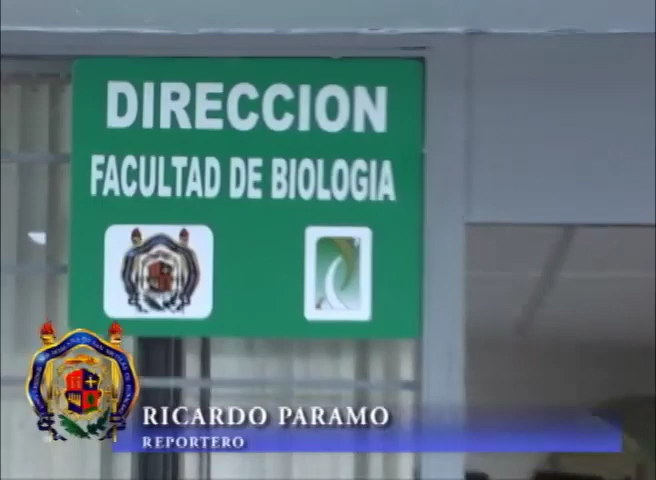 DIRECCION
FACULTAD DE BIOLOGIA
RICARDO PARAMO
REPORTERO